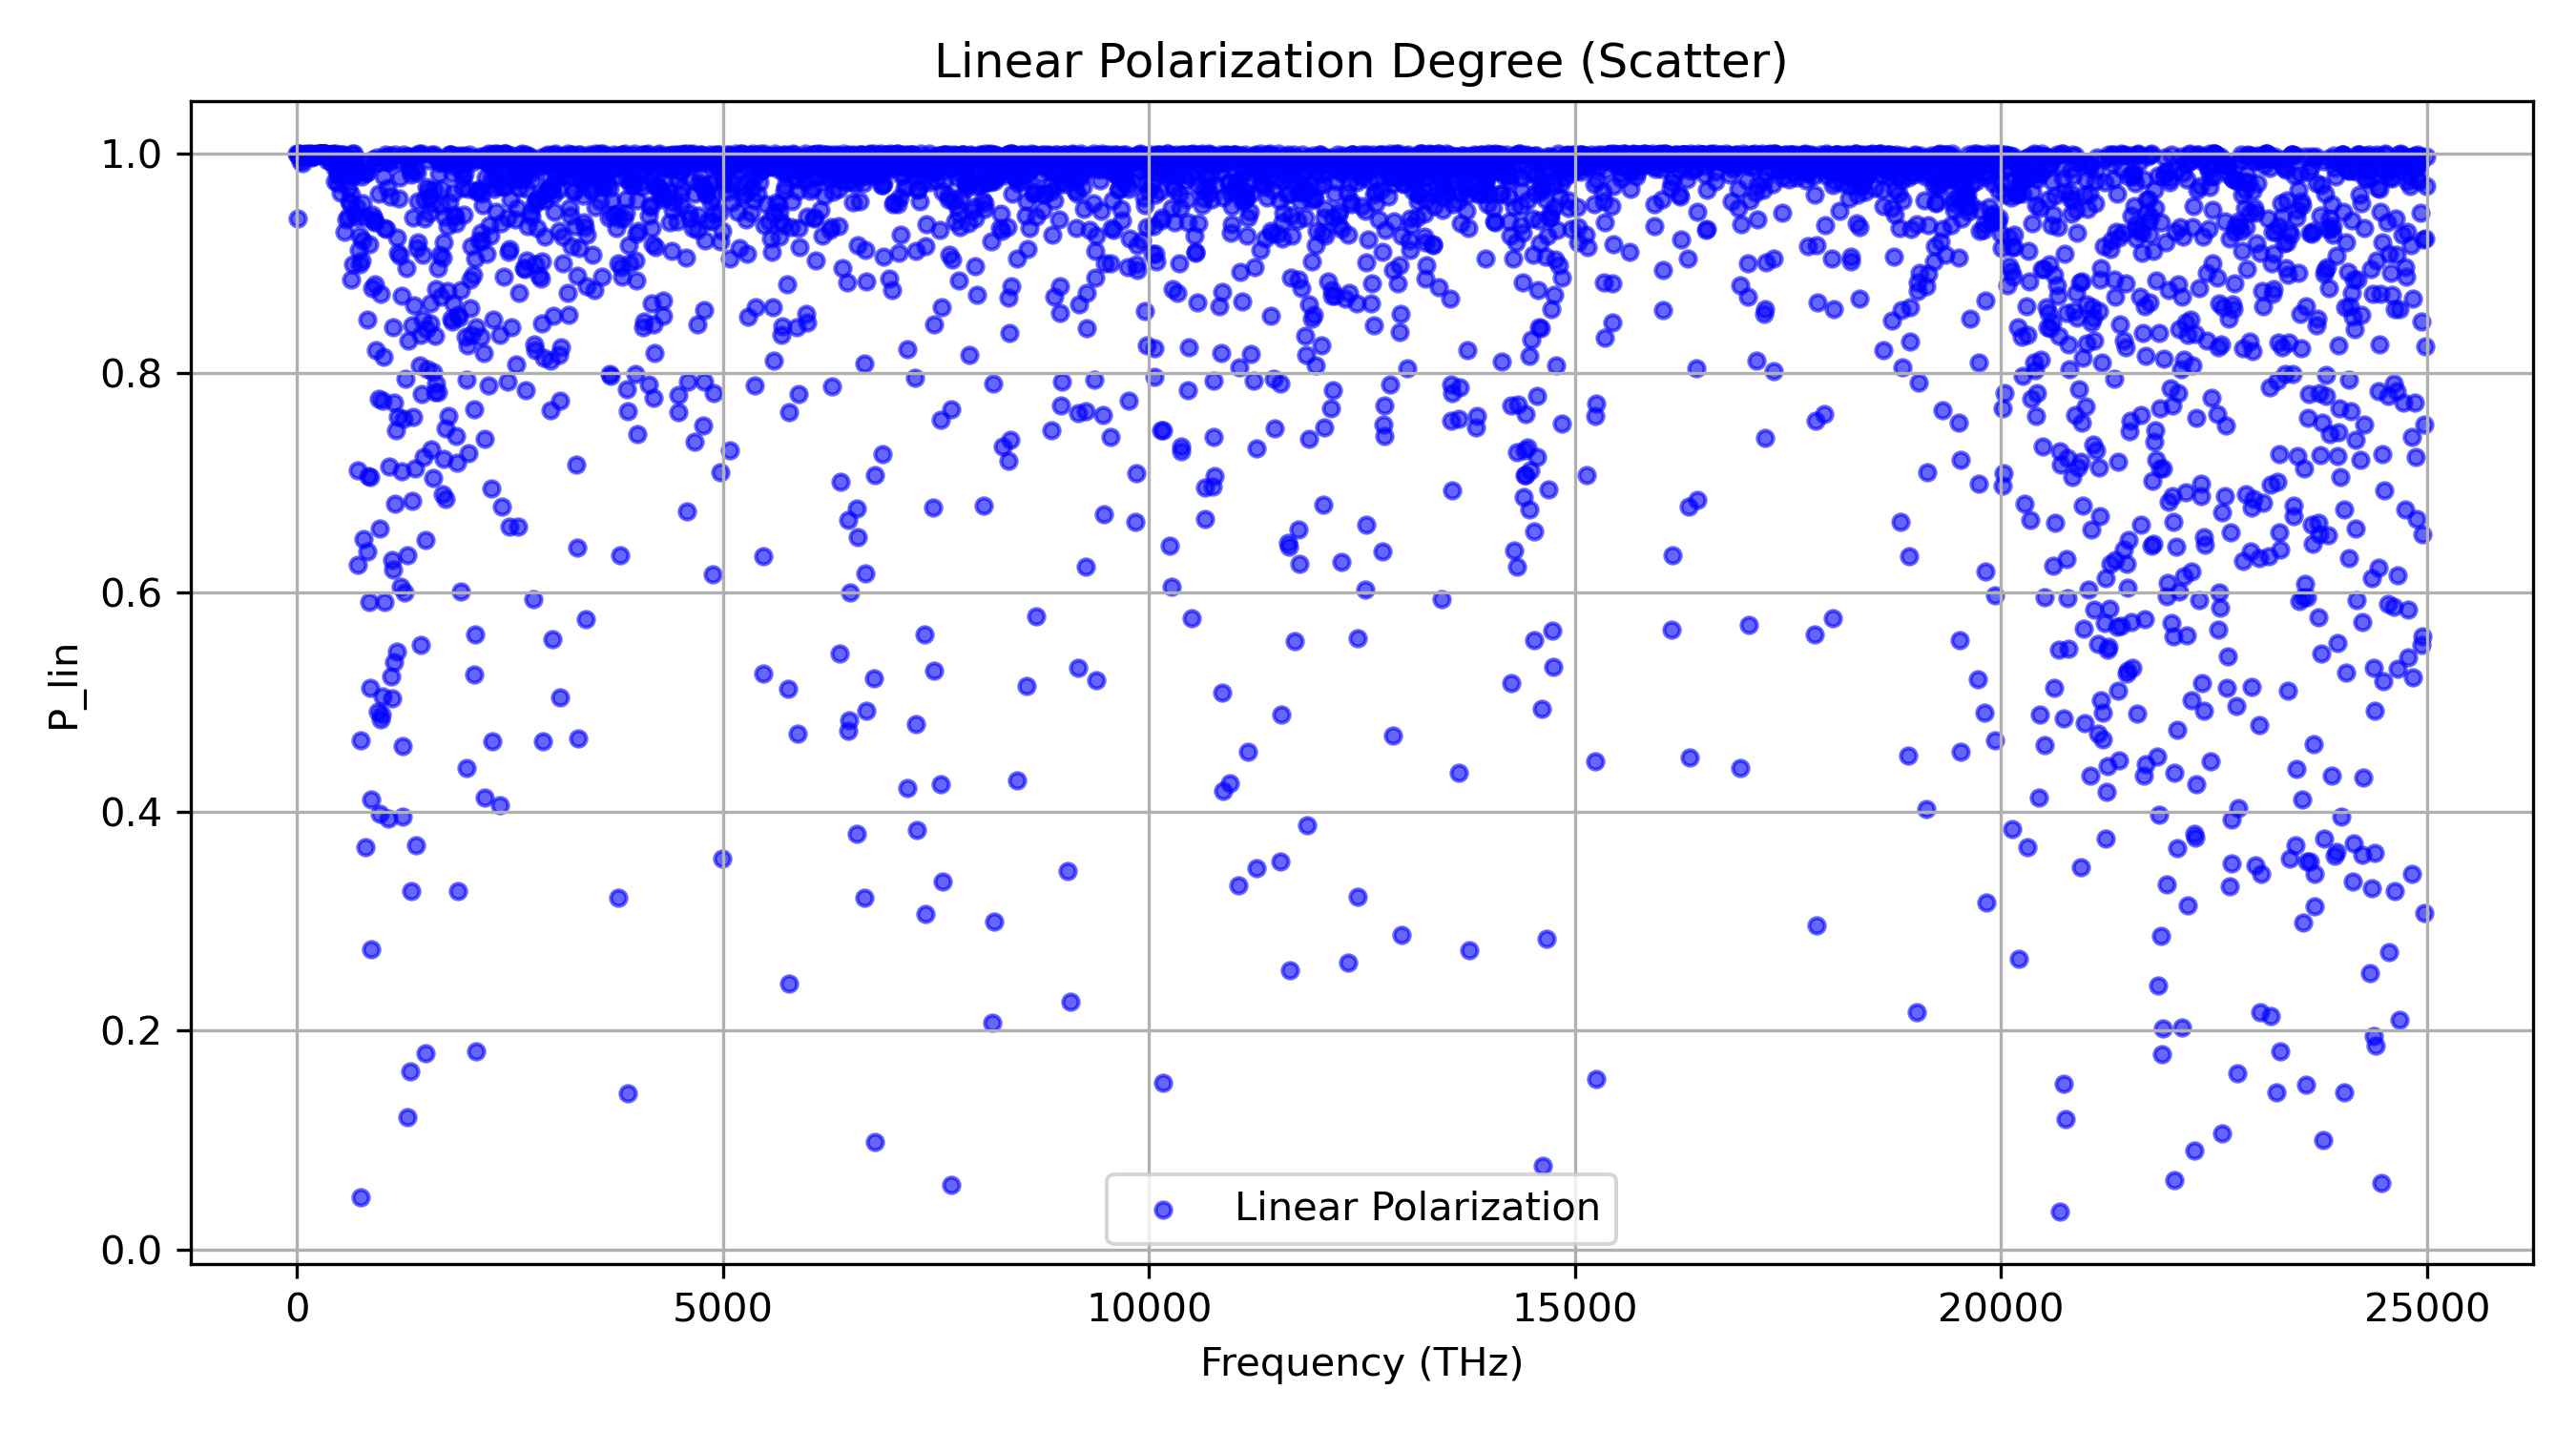 Linear Polarization Degree (Scatter)
P_lin
1.0
0.8
0.6
0.4
0.2
0.0
Linear Polarization
0 5000 10000 15000 20000 25000
Frequency (THz)